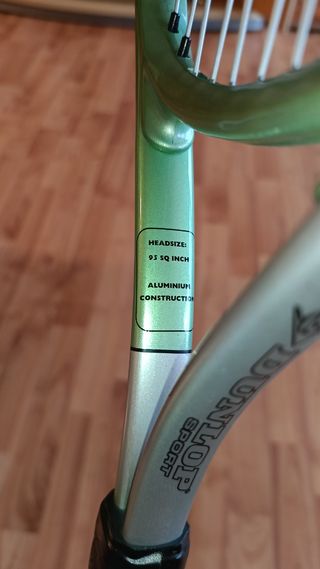 HEADSIZE:
95 SQ INCH
ALUMINIUM
CONSTRUCTION
DUNLOP
SPORT